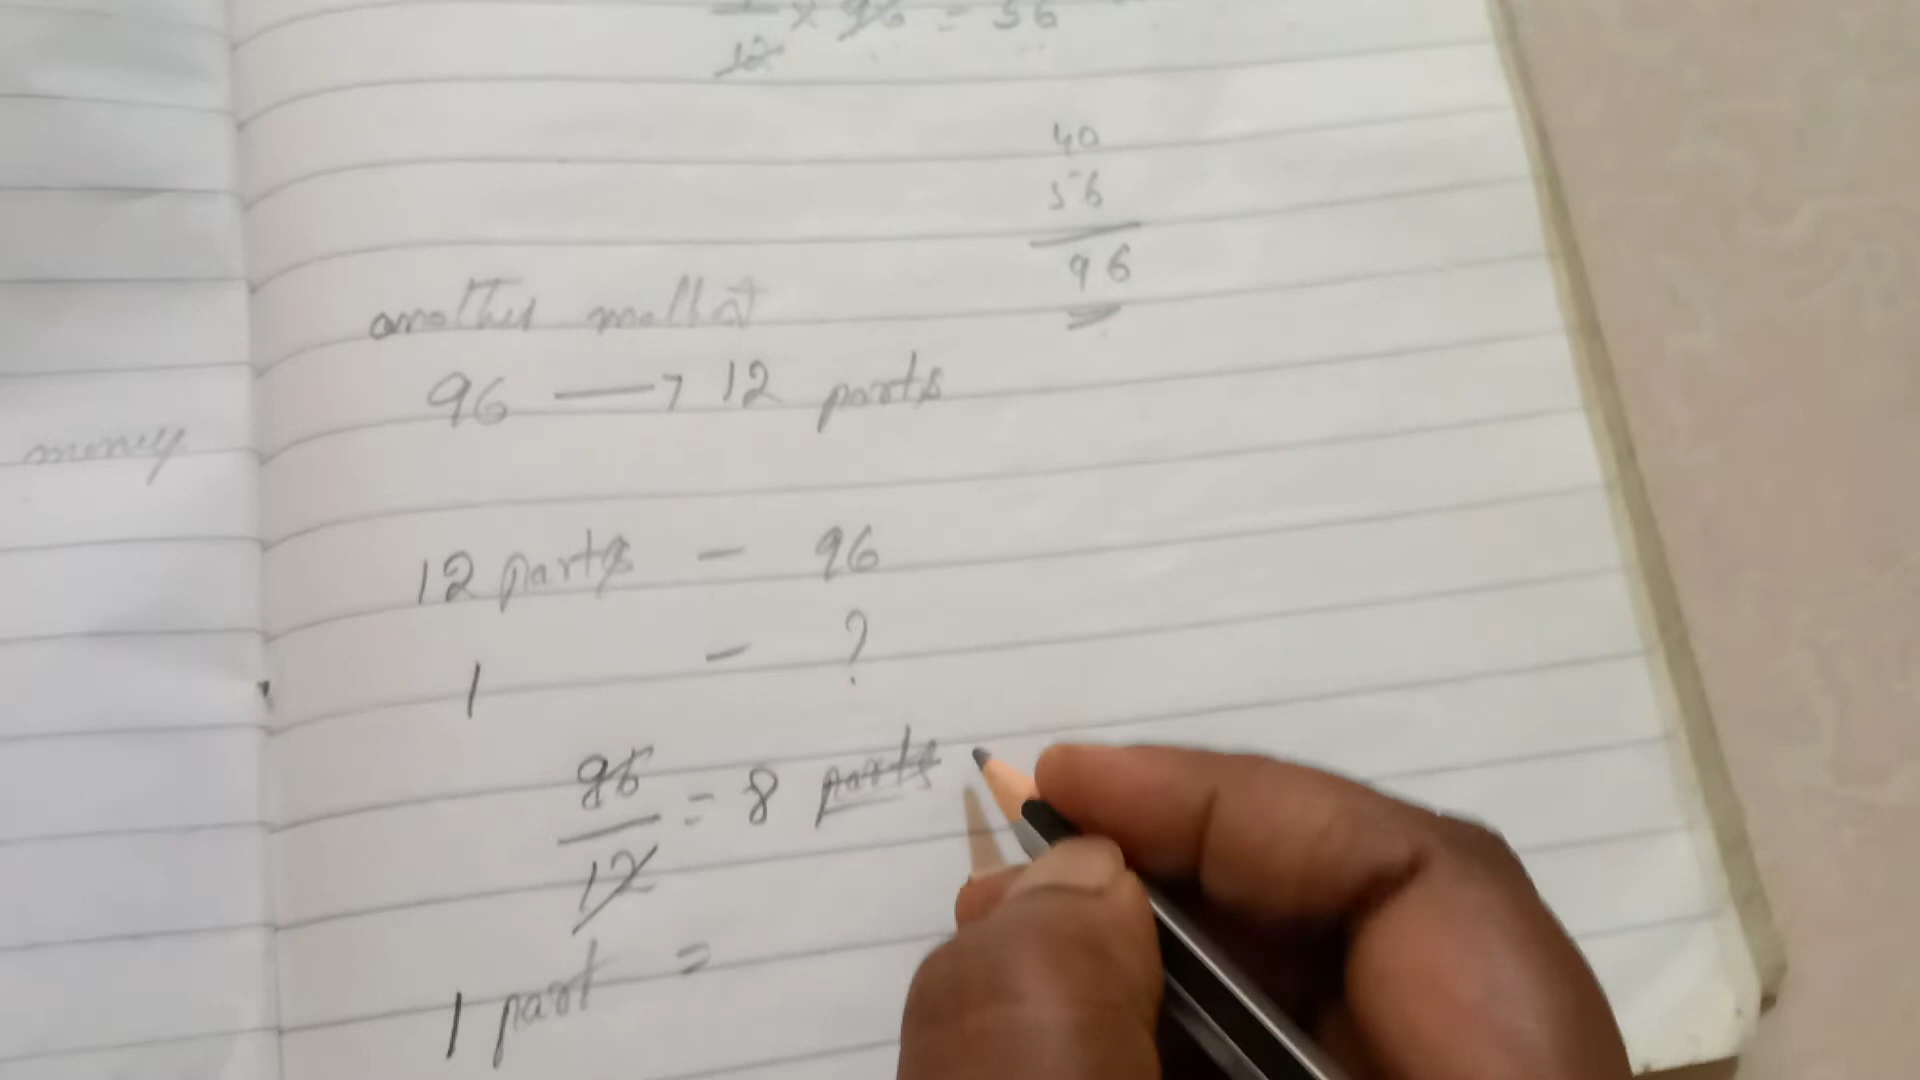 12 × 96 = 56
40
56
96
another method
96 → 12 parts
money
12 parts - 96
1 - ?
96
12 = 8 parts
1 part =